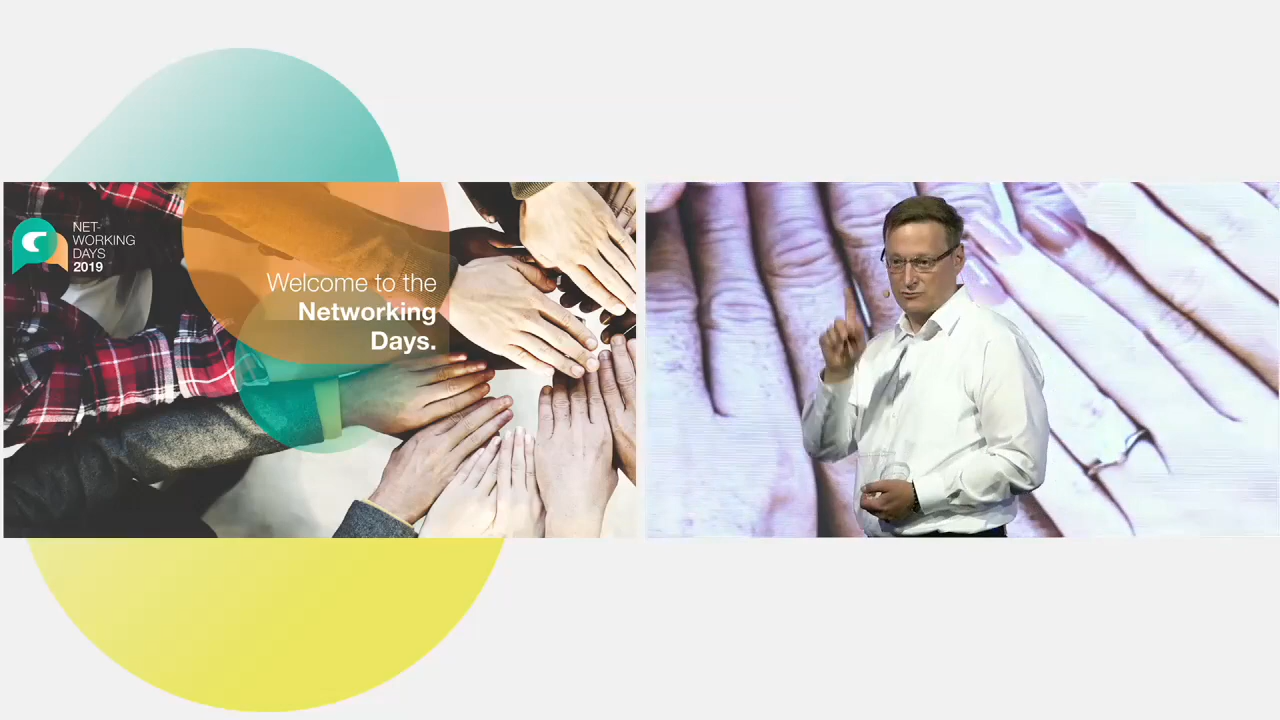 NET-
WORKING
DAYS
2019
Welcome to the
Networking
Days.